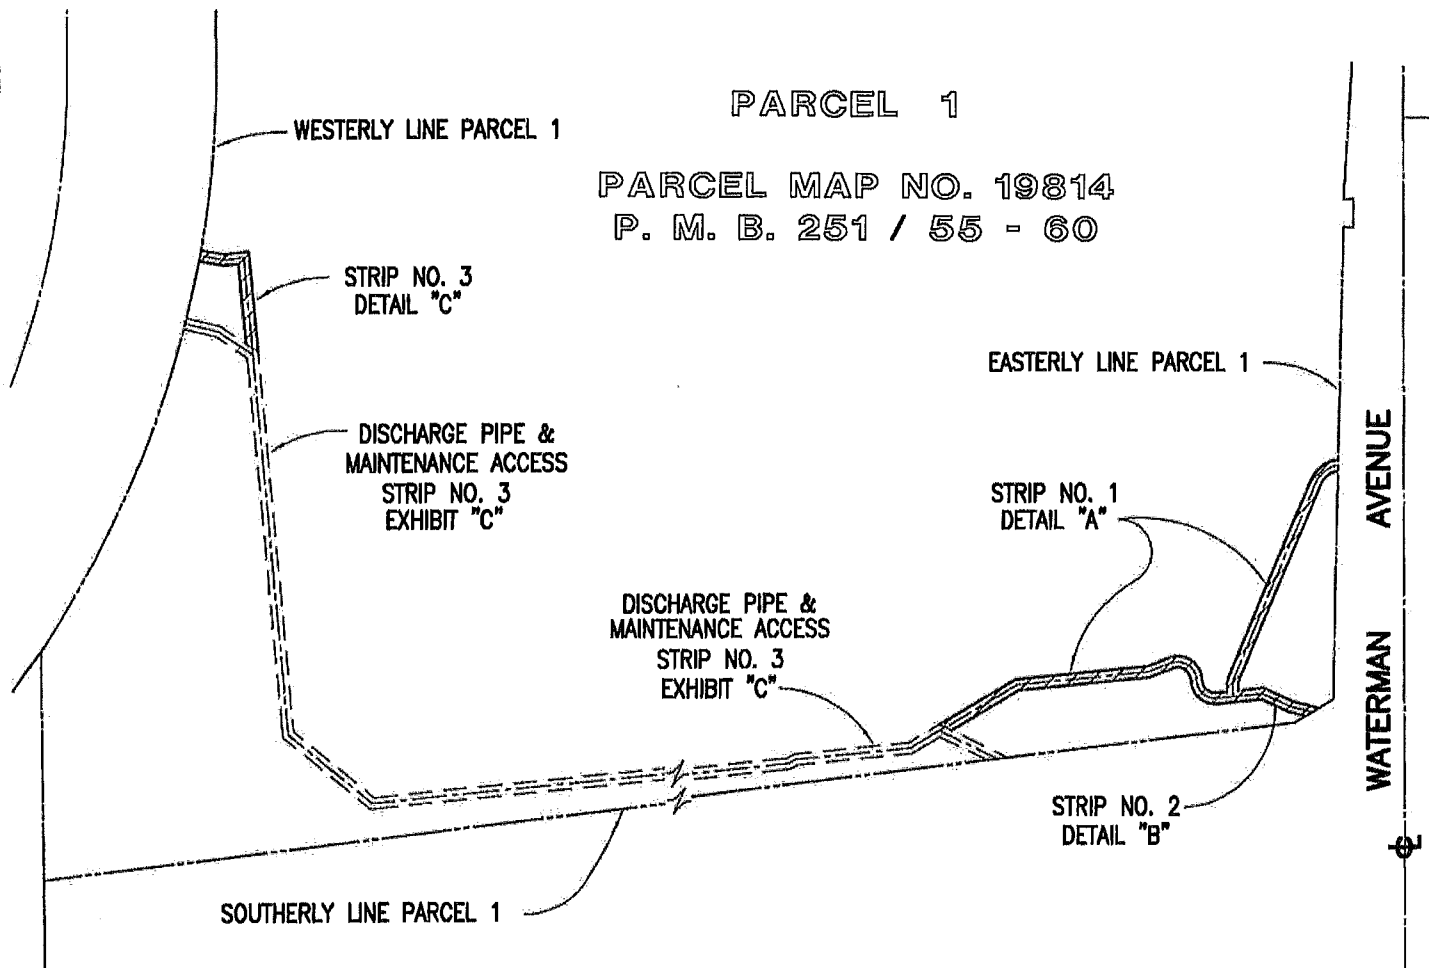 PARCEL 1
WESTERLY LINE PARCEL 1
PARCEL MAP NO. 19814
P. M. B. 251 / 55 - 60
STRIP NO. 3
DETAIL "C"
EASTERLY LINE PARCEL 1
DISCHARGE PIPE &
MAINTENANCE ACCESS
STRIP NO. 3
EXHIBIT "C"
STRIP NO. 1
DETAIL "A"
DISCHARGE PIPE &
MAINTENANCE ACCESS
STRIP NO. 3
EXHIBIT "C"
STRIP NO. 2
DETAIL "B"
SOUTHERLY LINE PARCEL 1
WATERMAN AVENUE